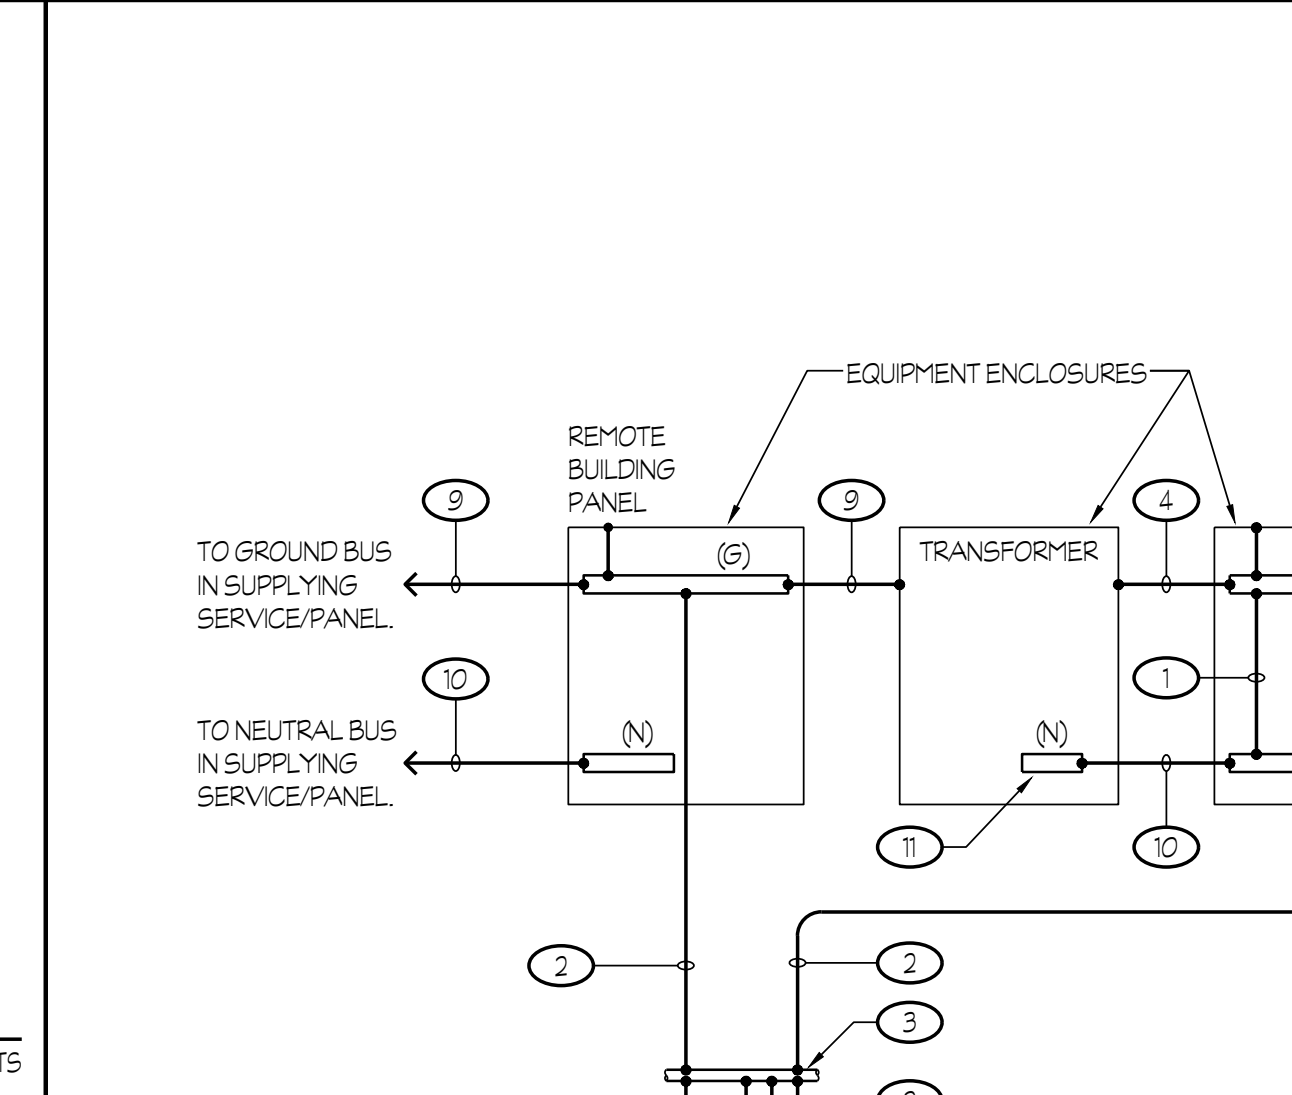 EQUIPMENT ENCLOSURES
REMOTE
BUILDING
PANEL
9
9
4
TO GROUND BUS
IN SUPPLYING
SERVICE/PANEL.
(G)
TRANSFORMER
10
1
TO NEUTRAL BUS
IN SUPPLYING
SERVICE/PANEL.
(N)
(N)
11
10
2
2
3
TS